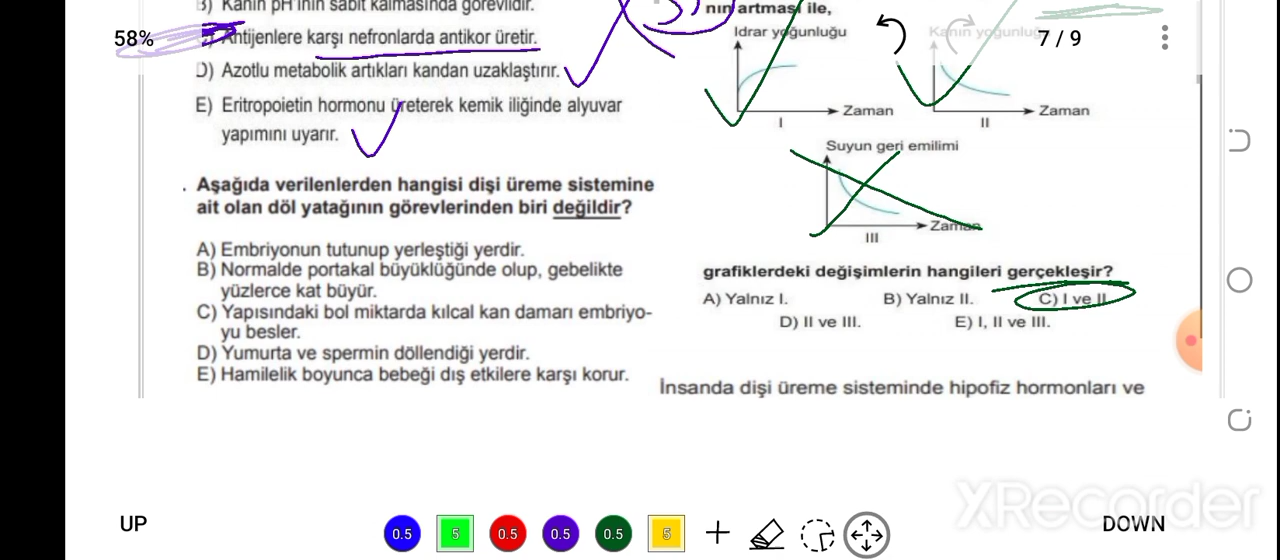 B) Kanın pH'ının sabit kalmasında görevlidir.
58%
Antijenlere karşı nefronlarda antikor üretir.
D) Azotlu metabolik artıkları kandan uzaklaştırır.
E) Eritropoietin hormonu üreterek kemik iliğinde alyuvar
yapımını uyarır.
. Aşağıda verilenlerden hangisi dişi üreme sistemine
ait olan döl yatağının görevlerinden biri değildir?
A) Embriyonun tutunup yerleştiği yerdir.
B) Normalde portakal büyüklüğünde olup, gebelikte
yüzlerce kat büyür.
C) Yapısındaki bol miktarda kılcal kan damarı embriyo-
yu besler.
D) Yumurta ve spermin döllendiği yerdir.
E) Hamilelik boyunca bebeği dış etkilere karşı korur.
nın artması ile,
İdrar yoğunluğu
Kanın yoğunluğu
7 / 9
Zaman
I
Zaman
II
Suyun geri emilimi
Zaman
III
grafiklerdeki değişimlerin hangileri gerçekleşir?
A) Yalnız I.
B) Yalnız II.
C) I ve II.
D) II ve III.
E) I, II ve III.
İnsanda dişi üreme sisteminde hipofiz hormonları ve
XRecorder
UP
0.5
5
0.5
0.5
0.5
5
DOWN